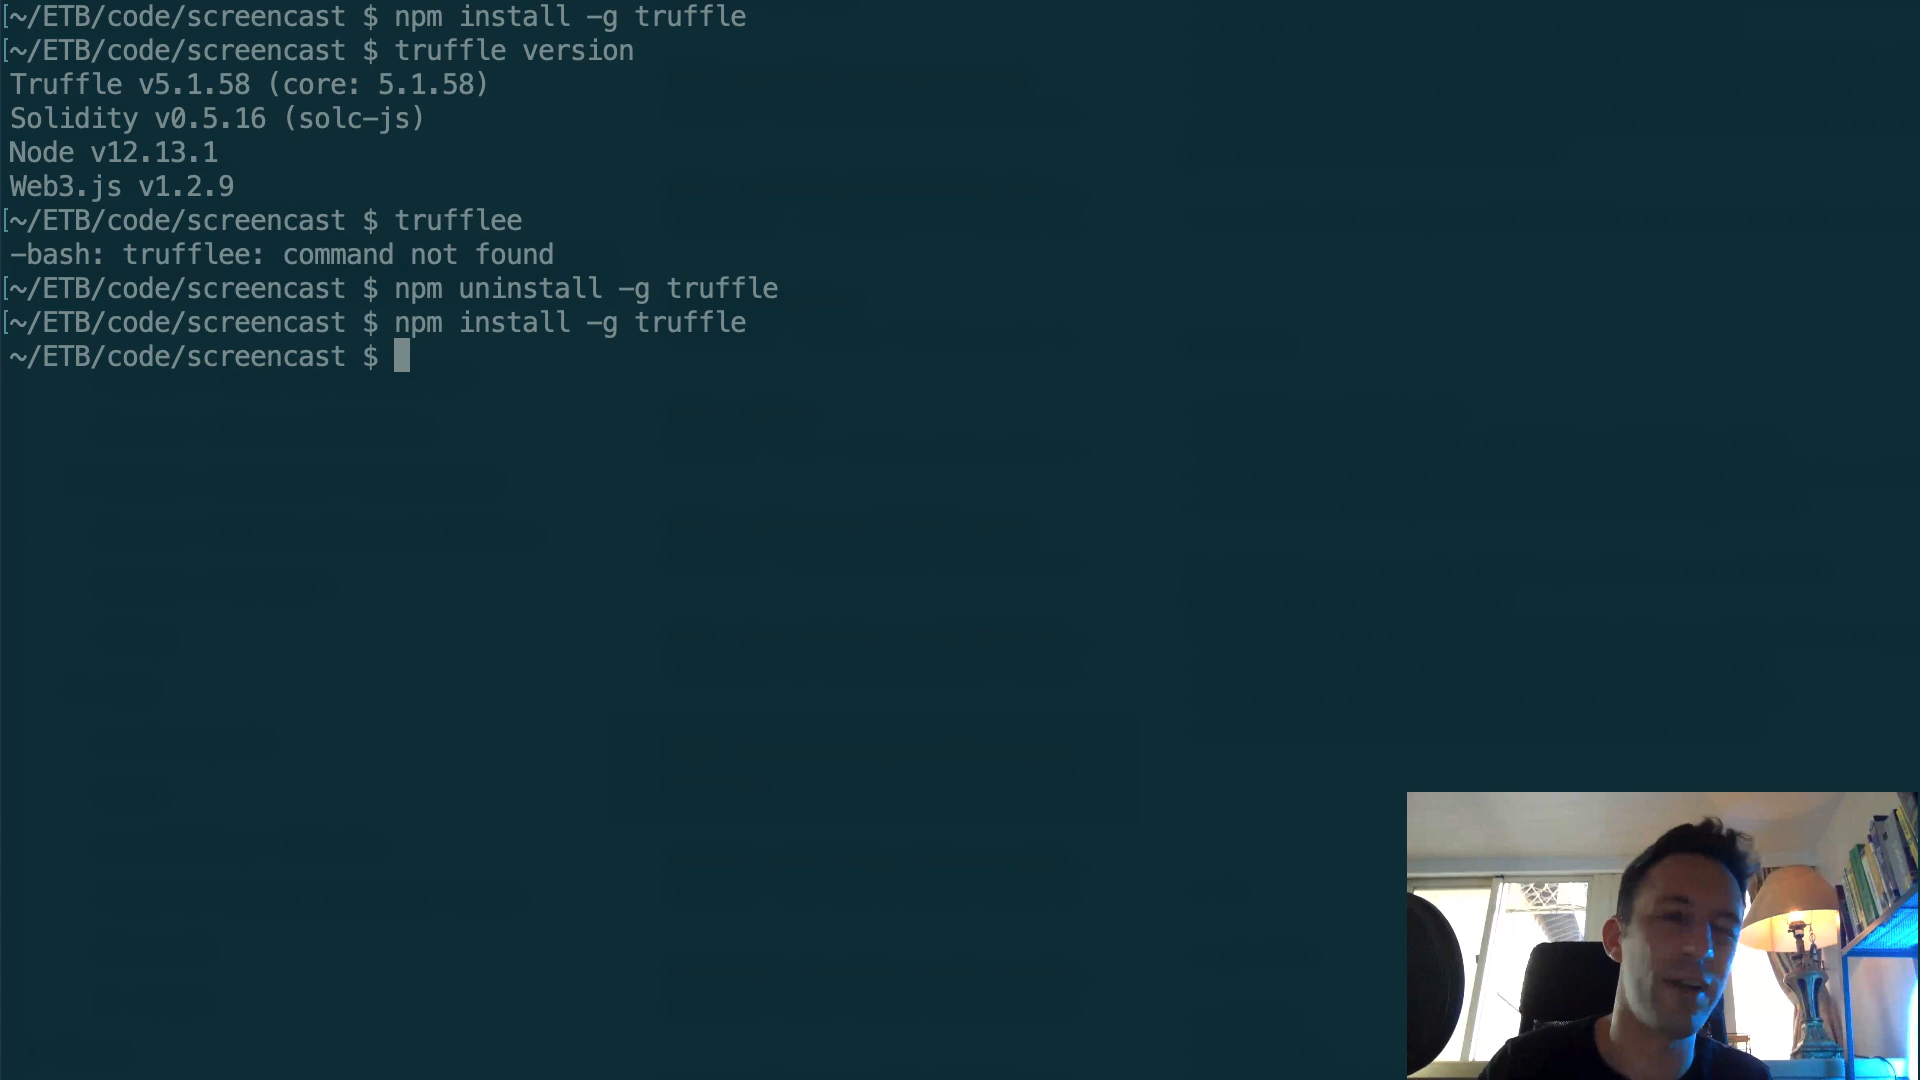 [~/ETB/code/screencast $ npm install -g truffle
[~/ETB/code/screencast $ truffle version
Truffle v5.1.58 (core: 5.1.58)
Solidity v0.5.16 (solc-js)
Node v12.13.1
Web3.js v1.2.9
[~/ETB/code/screencast $ trufflee
-bash: trufflee: command not found
[~/ETB/code/screencast $ npm uninstall -g truffle
[~/ETB/code/screencast $ npm install -g truffle
~/ETB/code/screencast $